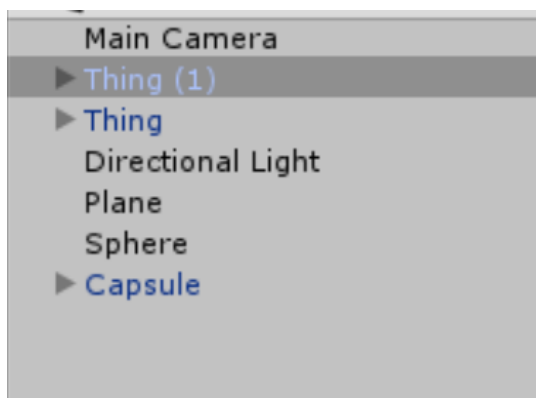 Main Camera
Thing (1)
Thing
Directional Light
Plane
Sphere
Capsule